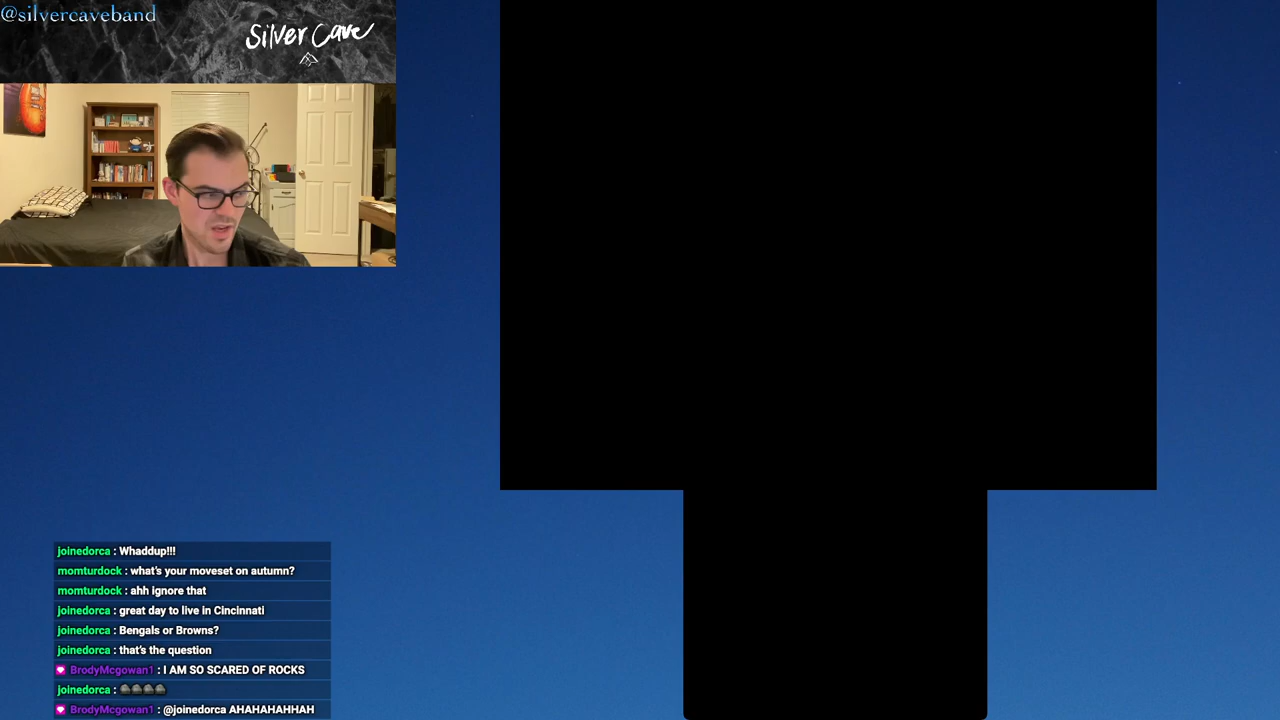 @silvercaveband
Silver Cave
joinedorca : Whaddup!!!
momturdock : what's your moveset on autumn?
momturdock : ahh ignore that
joinedorca : great day to live in Cincinnati
joinedorca : Bengals or Browns?
joinedorca : that's the question
BrodyMcgowan1 : I AM SO SCARED OF ROCKS
joinedorca : 🪨🪨🪨🪨
BrodyMcgowan1 : @joinedorca AHAHAHAHHAH